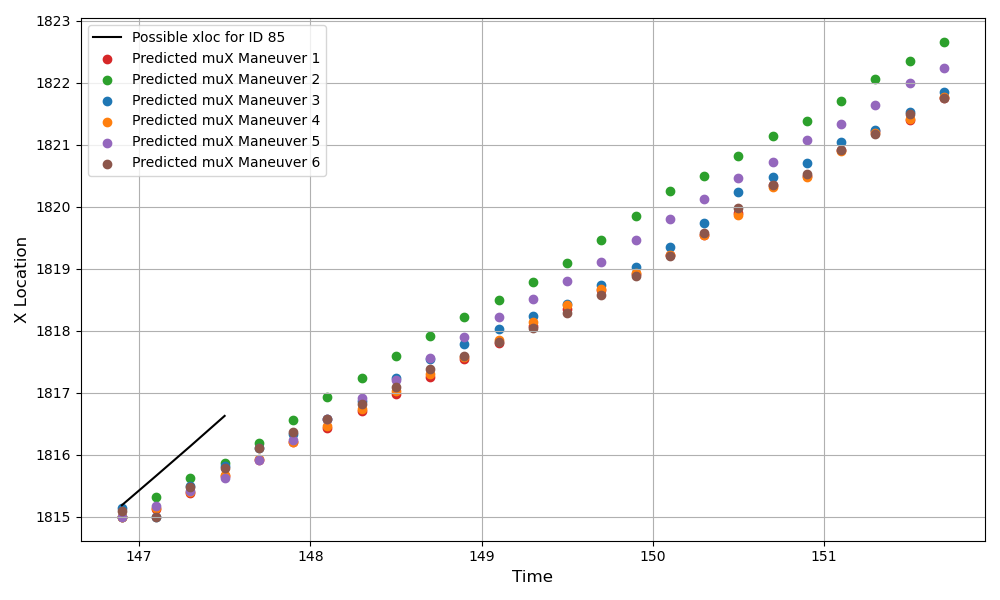 1823
1822
1821
1820
1819
1818
1817
1816
1815
X Location
Possible xloc for ID 85
Predicted muX Maneuver 1
Predicted muX Maneuver 2
Predicted muX Maneuver 3
Predicted muX Maneuver 4
Predicted muX Maneuver 5
Predicted muX Maneuver 6
147 148 149 150 151
Time